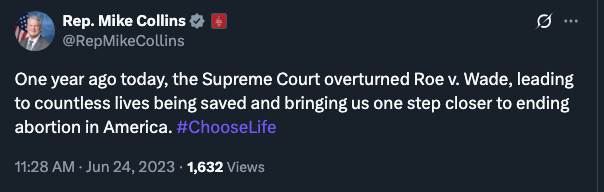 Rep. Mike Collins
@RepMikeCollins
One year ago today, the Supreme Court overturned Roe v. Wade, leading
to countless lives being saved and bringing us one step closer to ending
abortion in America. #ChooseLife
11:28 AM · Jun 24, 2023 · 1,632 Views